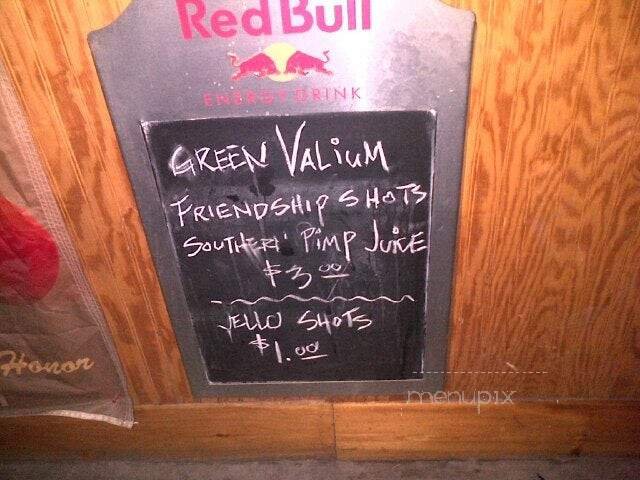 Red Bull
ENERGY DRINK
GREEN VALIUM
FRIENDSHIP SHOTS
SOUTHERN PIMP JUICE
$3.00
JELLO SHOTS
$1.00
Honor
menupix